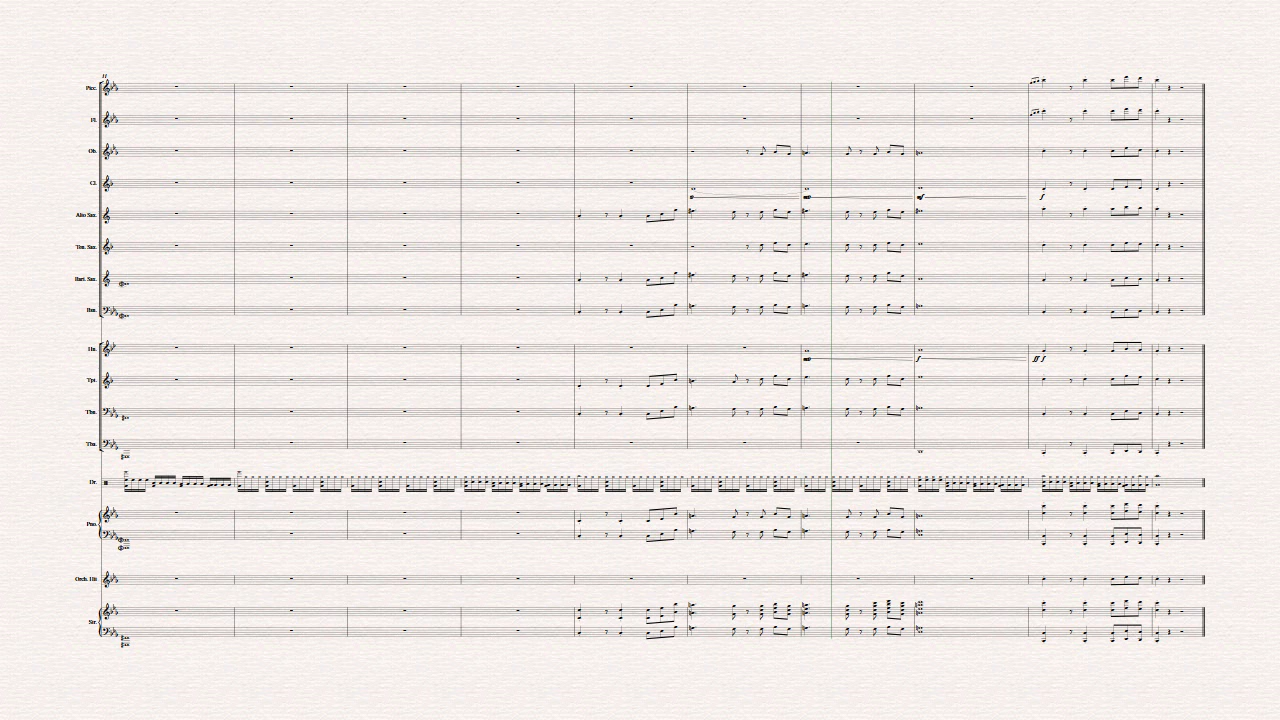 11
Picc.
Fl.
Ob.
Cl.
Alto Sax.
Ten. Sax.
Bari. Sax.
Bsn.
Hn.
f
ff f
Tpt.
Tbn.
Tba.
Dr.
Pno.
Orch. Hit
Str.